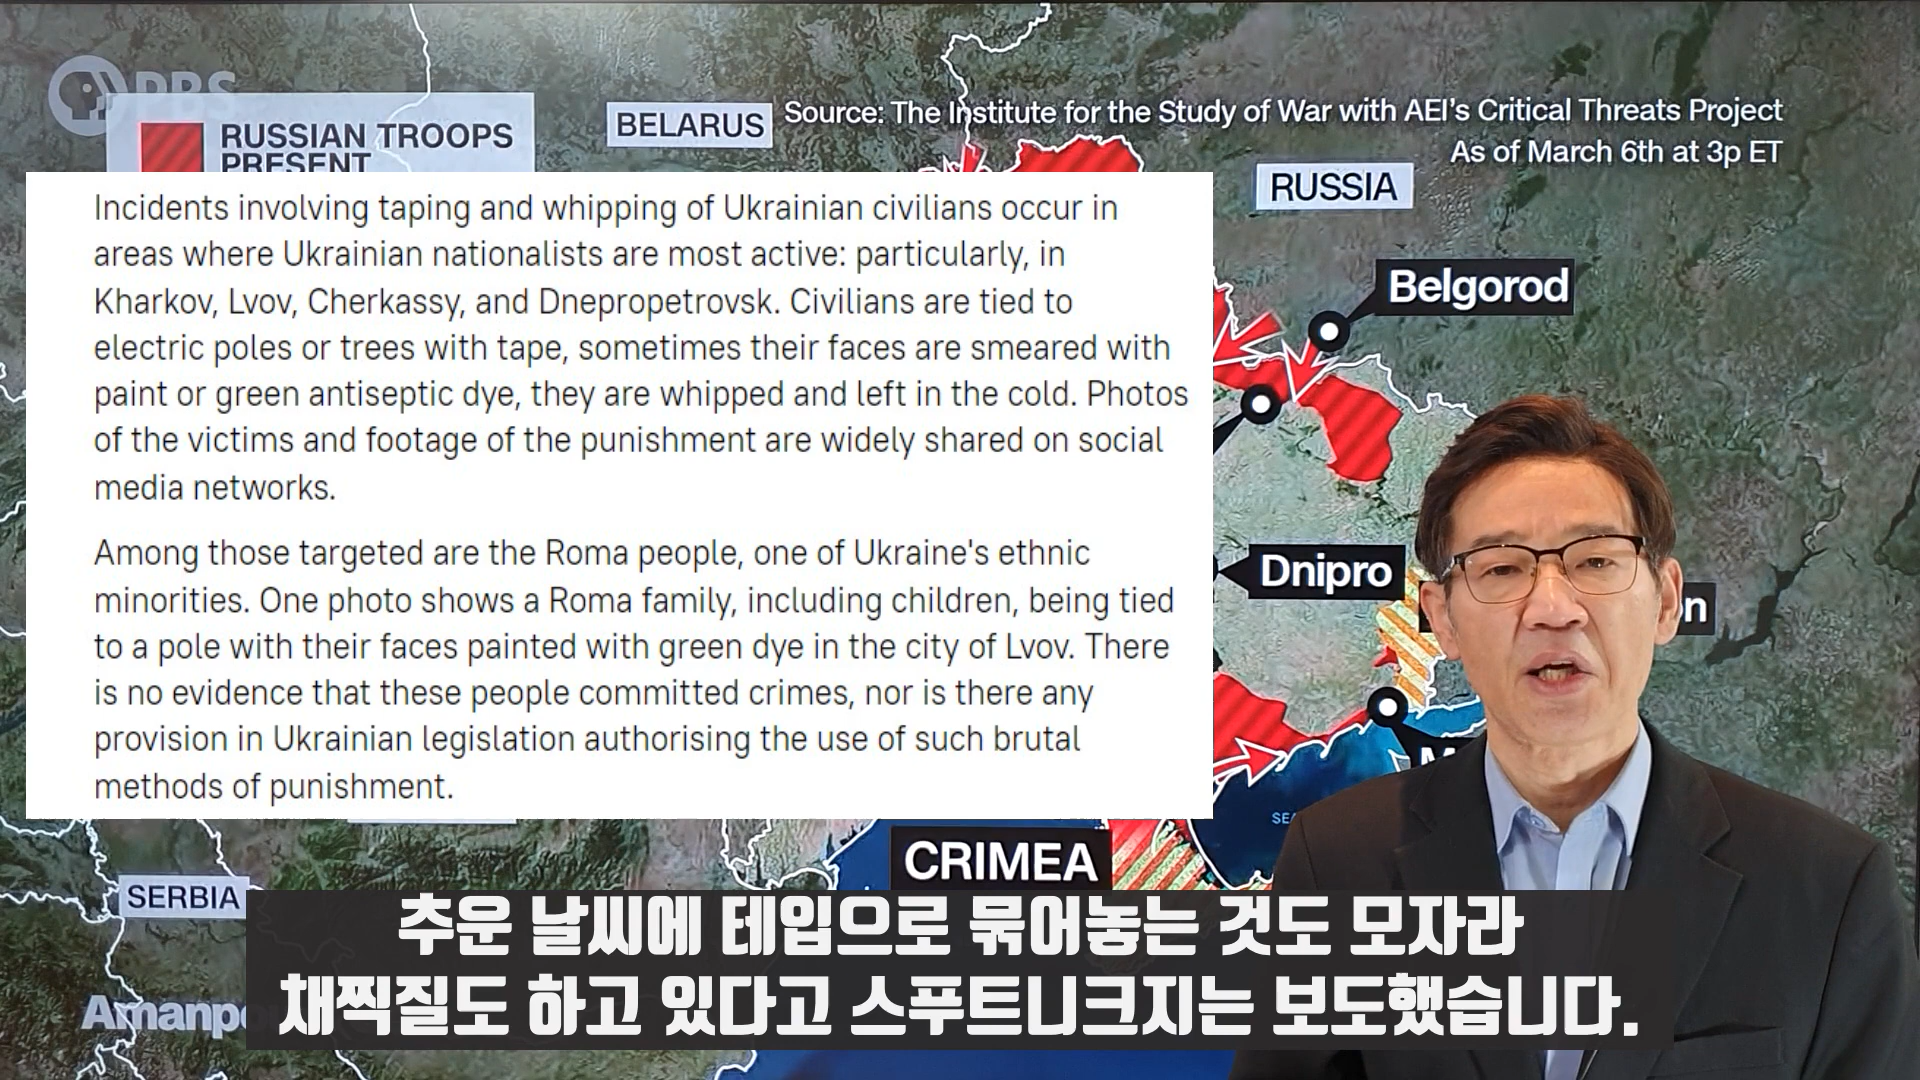 PBS
RUSSIAN TROOPS
PRESENT
BELARUS
Source: The Institute for the Study of War with AEI's Critical Threats Project
As of March 6th at 3p ET
RUSSIA
Belgorod
Incidents involving taping and whipping of Ukrainian civilians occur in
areas where Ukrainian nationalists are most active: particularly, in
Kharkov, Lvov, Cherkassy, and Dnepropetrovsk. Civilians are tied to
electric poles or trees with tape, sometimes their faces are smeared with
paint or green antiseptic dye, they are whipped and left in the cold. Photos
of the victims and footage of the punishment are widely shared on social
media networks.
Among those targeted are the Roma people, one of Ukraine's ethnic
minorities. One photo shows a Roma family, including children, being tied
to a pole with their faces painted with green dye in the city of Lvov. There
is no evidence that these people committed crimes, nor is there any
provision in Ukrainian legislation authorising the use of such brutal
methods of punishment.
Dnipro
CRIMEA
SERBIA
추운 날씨에 테입으로 묶어놓는 것도 모자라
채찍질도 하고 있다고 스푸트니크지는 보도했습니다.